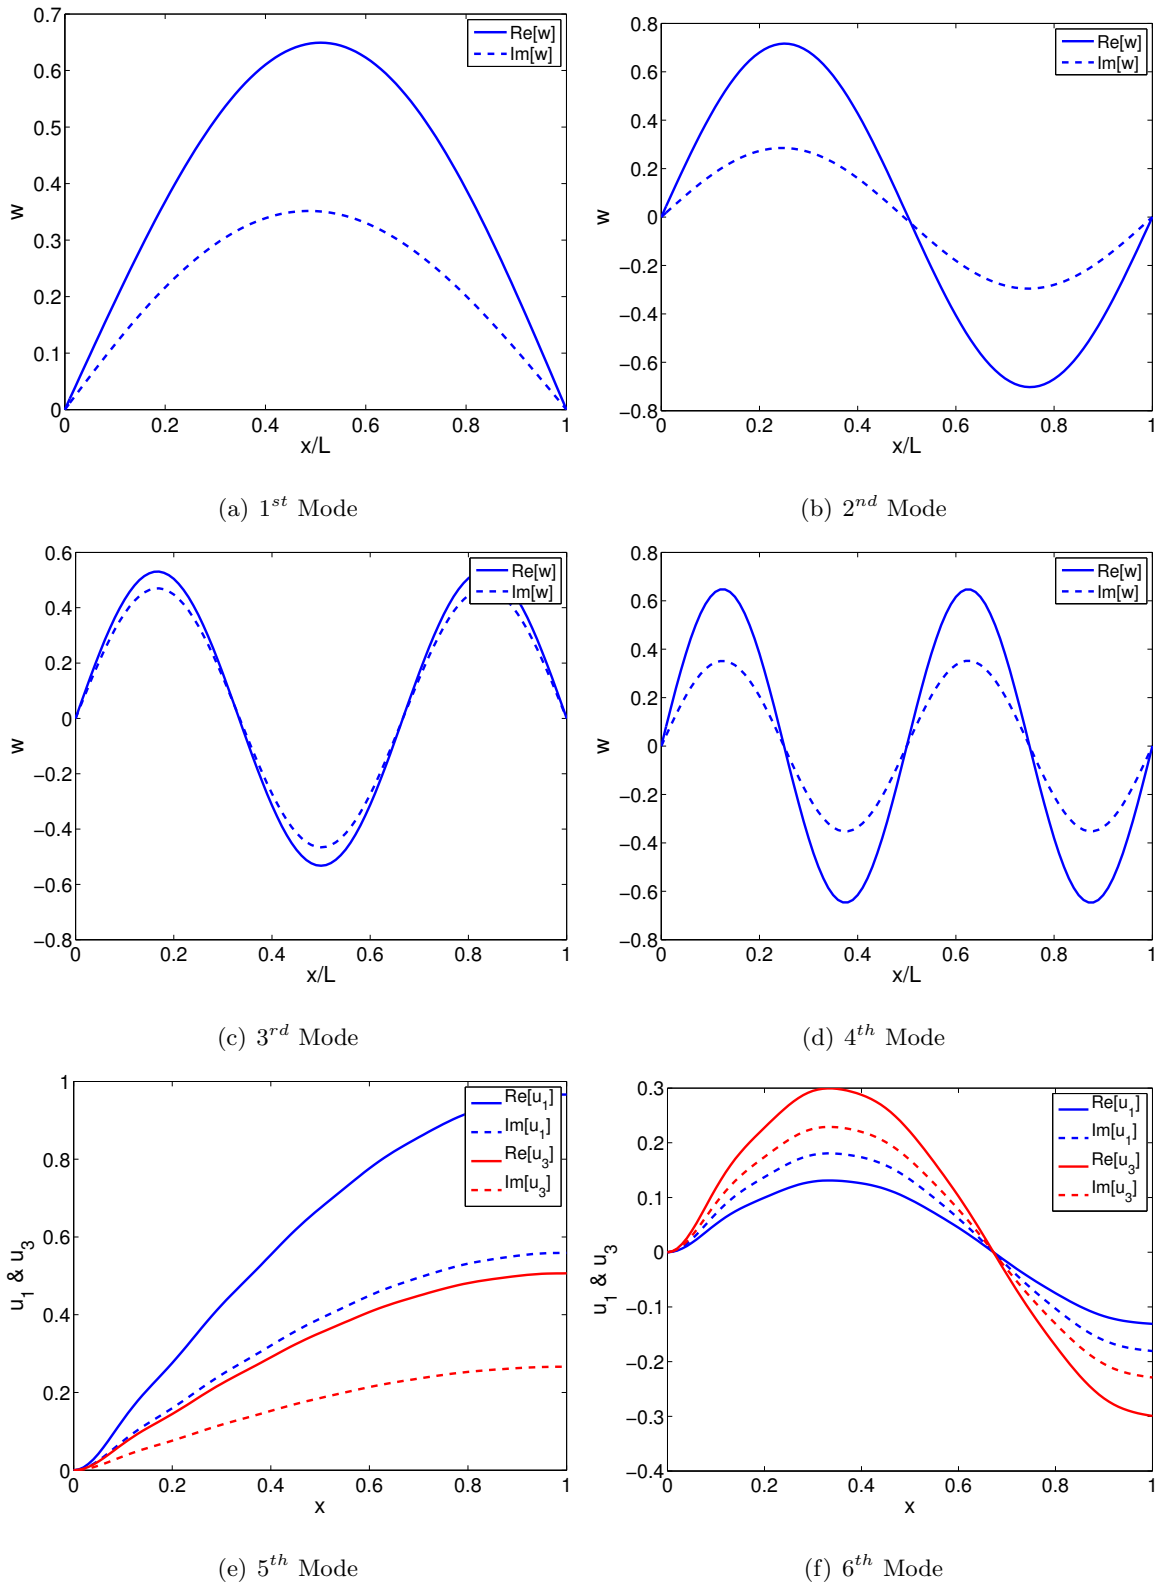 0.7
0.6
0.5
0.4
0.3
0.2
0.1
0
w
0 0.2 0.4 0.6 0.8 1
x/L
Re[w]
Im[w]
(a) 1st Mode
0.8
0.6
0.4
0.2
0
−0.2
−0.4
−0.6
−0.8
w
0 0.2 0.4 0.6 0.8 1
x/L
Re[w]
Im[w]
(b) 2nd Mode
0.6
0.4
0.2
0
−0.2
−0.4
−0.6
−0.8
w
0 0.2 0.4 0.6 0.8 1
x/L
Re[w]
Im[w]
(c) 3rd Mode
0.8
0.6
0.4
0.2
0
−0.2
−0.4
−0.6
−0.8
w
0 0.2 0.4 0.6 0.8 1
x/L
Re[w]
Im[w]
(d) 4th Mode
1
0.8
0.6
0.4
0.2
0
u1 & u3
0 0.2 0.4 0.6 0.8 1
x
Re[u1]
Im[u1]
Re[u3]
Im[u3]
(e) 5th Mode
0.3
0.2
0.1
0
−0.1
−0.2
−0.3
−0.4
u1 & u3
0 0.2 0.4 0.6 0.8 1
x
Re[u1]
Im[u1]
Re[u3]
Im[u3]
(f) 6th Mode